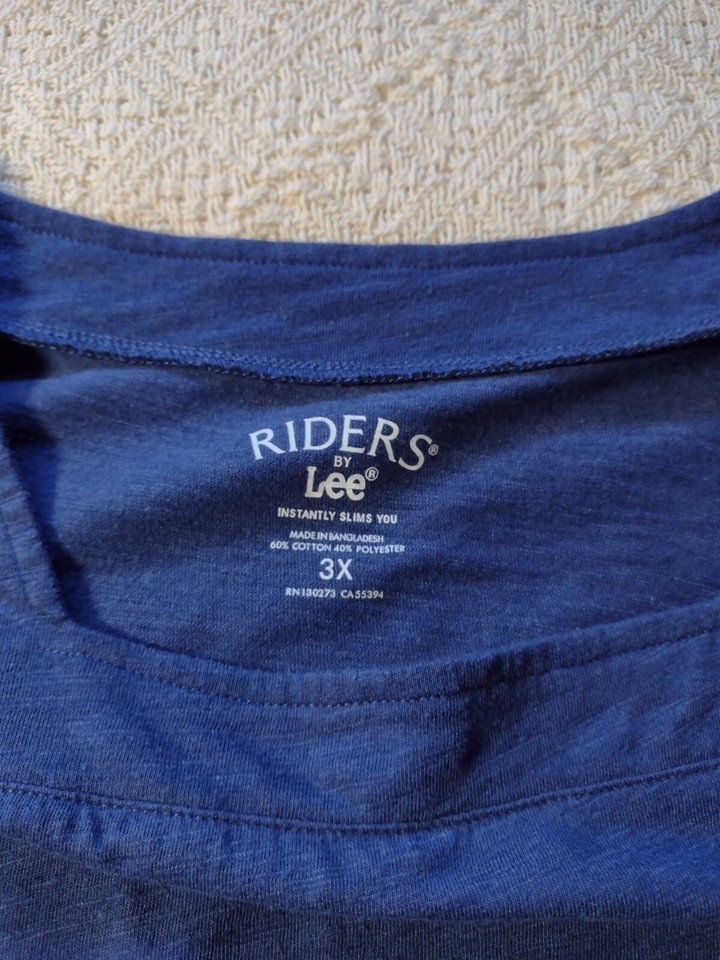 RIDERS®
BY
Lee®
INSTANTLY SLIMS YOU
MADE IN BANGLADESH
60% COTTON 40% POLYESTER
3X
RN130273 CA55394